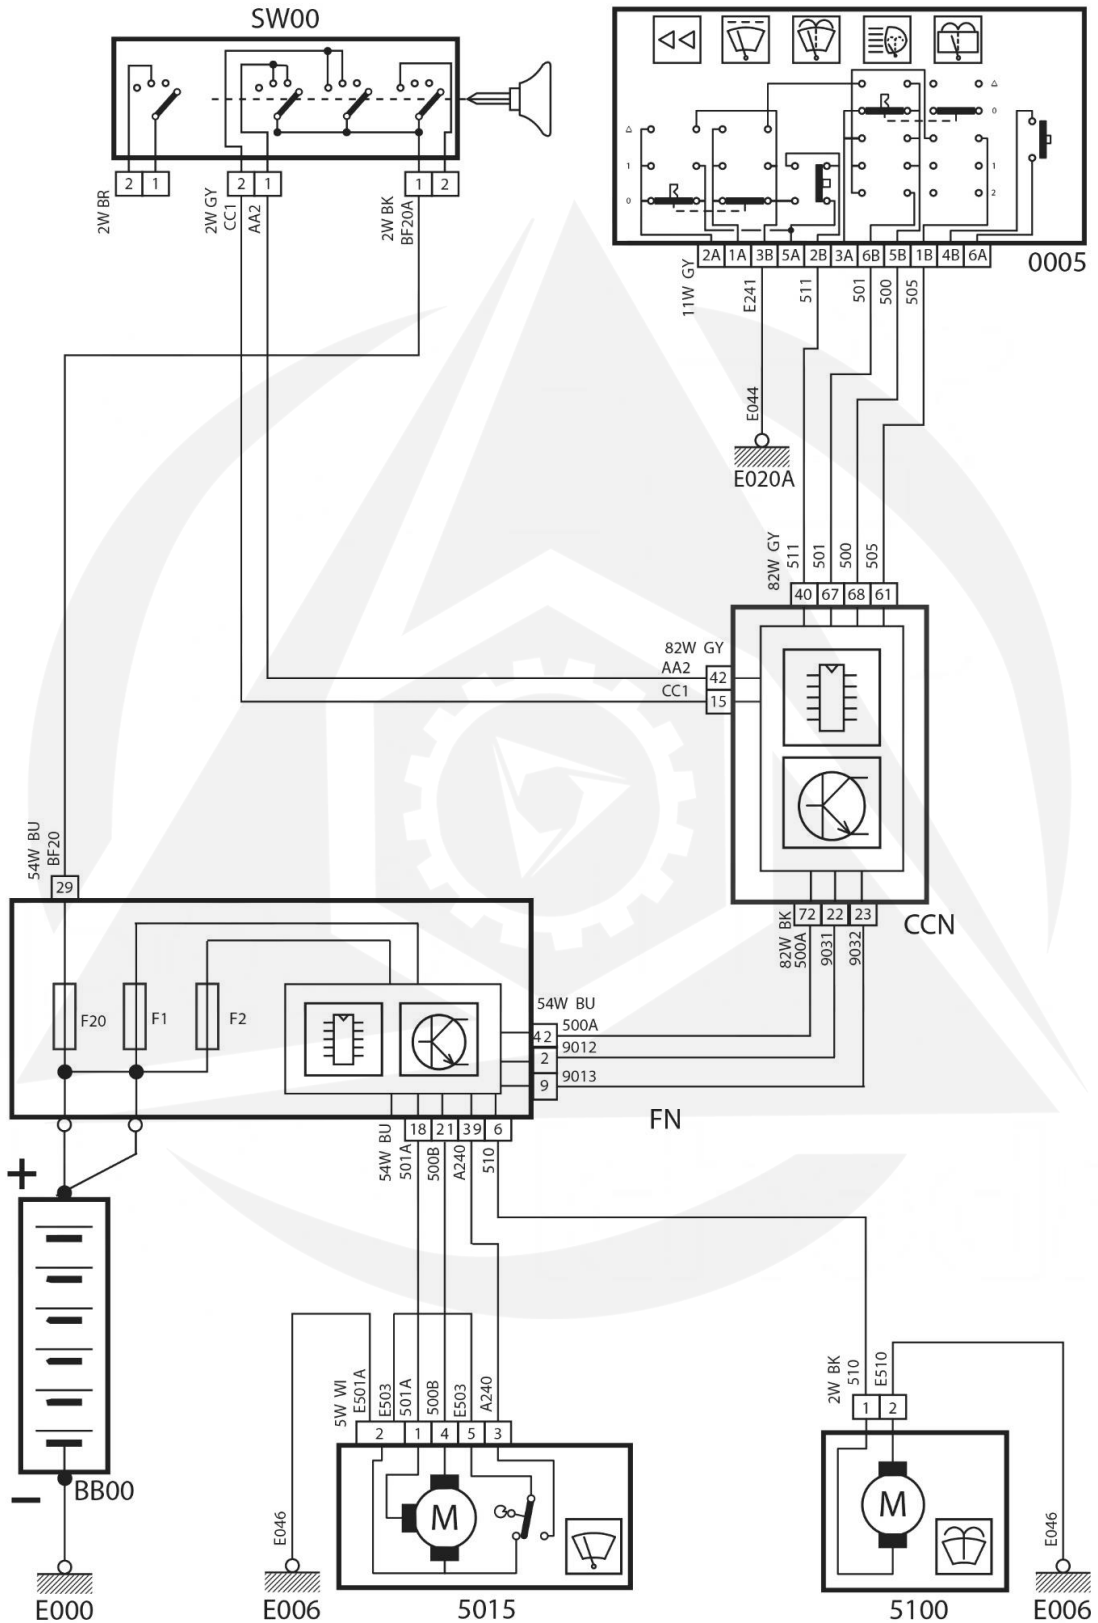 SW00
2 1
2W BR
2 1
2W GY
CC1
AA2
1 2
2W BK
BF20A
△ 1 0
△ 0 1 2
2A 1A 3B 5A 2B 3A 6B 5B 1B 4B 6A
0005
11W GY
E241
511
501
500
505
E044
E020A
82W GY
511
501
500
505
40 67 68 61
82W GY
AA2
42
CC1
15
72 22 23
CCN
82W BK
500A
9031
9032
54W BU
BF20
29
F20
F1
F2
54W BU
42 500A
2 9012
9 9013
FN
18 21 39 6
54W BU
501A
500B
A240
510
+
−
BB00
E000
E046
E006
5W WI
E501A
E503
501A
500B
E503
A240
2 1 4 5 3
M
5015
2W BK
510
E510
1 2
M
5100
E046
E006